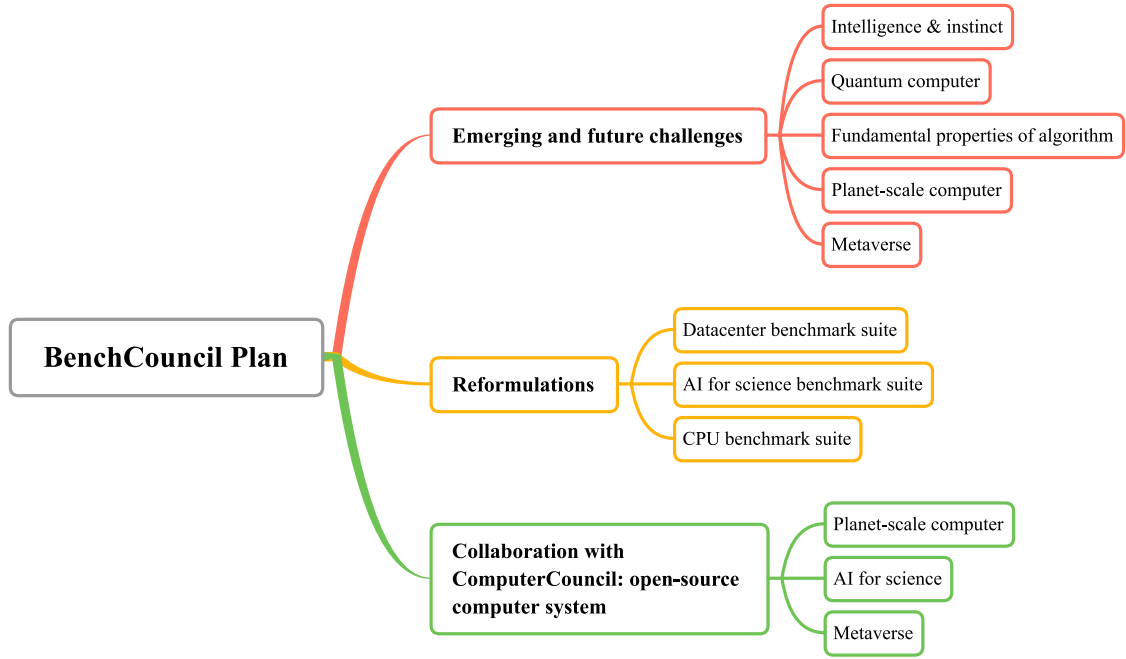 BenchCouncil Plan
Emerging and future challenges
Intelligence & instinct
Quantum computer
Fundamental properties of algorithm
Planet-scale computer
Metaverse
Reformulations
Datacenter benchmark suite
AI for science benchmark suite
CPU benchmark suite
Collaboration with
ComputerCouncil: open-source
computer system
Planet-scale computer
AI for science
Metaverse